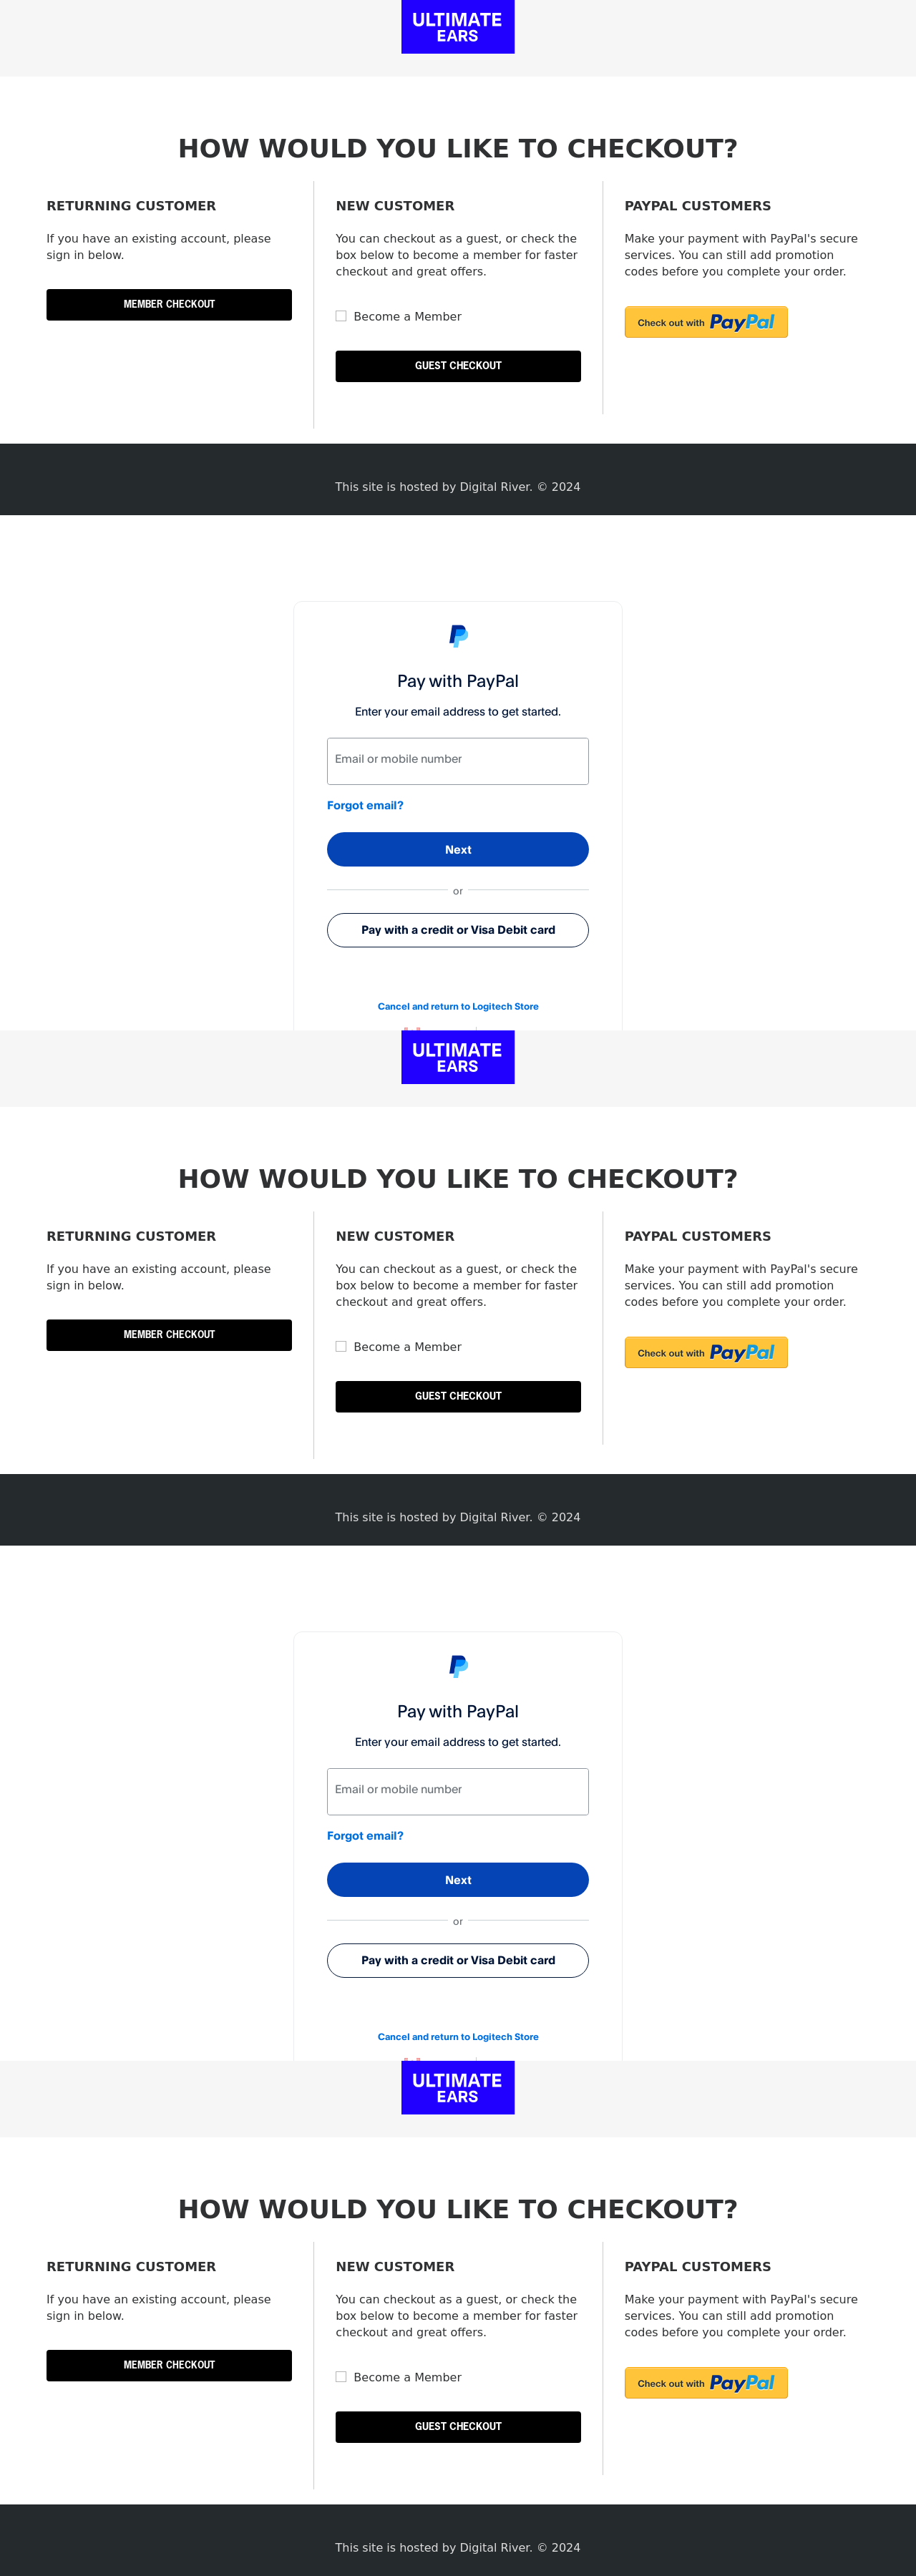 ULTIMATE
EARS
HOW WOULD YOU LIKE TO CHECKOUT?
RETURNING CUSTOMER
If you have an existing account, please
sign in below.
MEMBER CHECKOUT
NEW CUSTOMER
You can checkout as a guest, or check the
box below to become a member for faster
checkout and great offers.
Become a Member
GUEST CHECKOUT
PAYPAL CUSTOMERS
Make your payment with PayPal's secure
services. You can still add promotion
codes before you complete your order.
Check out with PayPal
This site is hosted by Digital River. © 2024
Pay with PayPal
Enter your email address to get started.
Email or mobile number
Forgot email?
Next
or
Pay with a credit or Visa Debit card
Cancel and return to Logitech Store
ULTIMATE
EARS
HOW WOULD YOU LIKE TO CHECKOUT?
RETURNING CUSTOMER
If you have an existing account, please
sign in below.
MEMBER CHECKOUT
NEW CUSTOMER
You can checkout as a guest, or check the
box below to become a member for faster
checkout and great offers.
Become a Member
GUEST CHECKOUT
PAYPAL CUSTOMERS
Make your payment with PayPal's secure
services. You can still add promotion
codes before you complete your order.
Check out with PayPal
This site is hosted by Digital River. © 2024
Pay with PayPal
Enter your email address to get started.
Email or mobile number
Forgot email?
Next
or
Pay with a credit or Visa Debit card
Cancel and return to Logitech Store
ULTIMATE
EARS
HOW WOULD YOU LIKE TO CHECKOUT?
RETURNING CUSTOMER
If you have an existing account, please
sign in below.
MEMBER CHECKOUT
NEW CUSTOMER
You can checkout as a guest, or check the
box below to become a member for faster
checkout and great offers.
Become a Member
GUEST CHECKOUT
PAYPAL CUSTOMERS
Make your payment with PayPal's secure
services. You can still add promotion
codes before you complete your order.
Check out with PayPal
This site is hosted by Digital River. © 2024